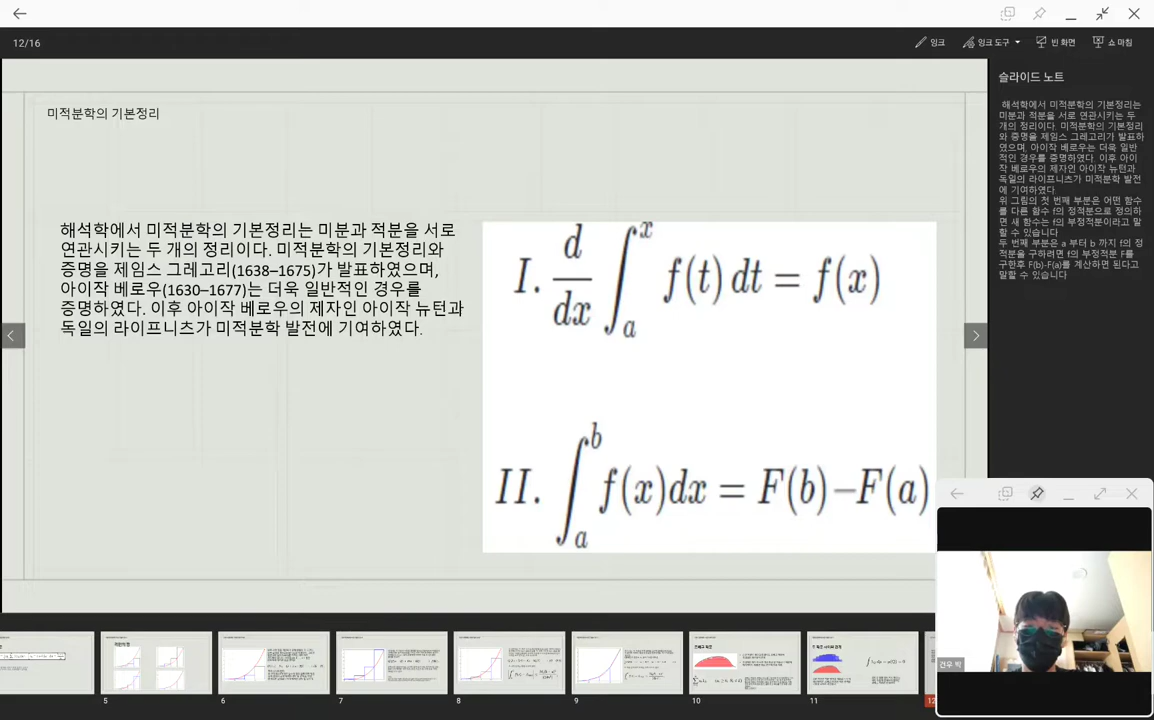 12/16
잉크
잉크 도구
빈 화면
쇼 마침
미적분학의 기본정리
해석학에서 미적분학의 기본정리는 미분과 적분을 서로
연관시키는 두 개의 정리이다. 미적분학의 기본정리와
증명을 제임스 그레고리(1638–1675)가 발표하였으며,
아이작 베로우(1630–1677)는 더욱 일반적인 경우를
증명하였다. 이후 아이작 베로우의 제자인 아이작 뉴턴과
독일의 라이프니츠가 미적분학 발전에 기여하였다.
I. d/dx ∫_a^x f(t) dt = f(x)
II. ∫_a^b f(x)dx = F(b)−F(a)
슬라이드 노트
해석학에서 미적분학의 기본정리는
미분과 적분을 서로 연관시키는 두
개의 정리이다. 미적분학의 기본정리
와 증명을 제임스 그레고리가 발표하
였으며, 아이작 베로우는 더욱 일반
적인 경우를 증명하였다. 이후 아이
작 베로우의 제자인 아이작 뉴턴과
독일의 라이프니츠가 미적분학 발전
에 기여하였다.
위 그림의 첫 번째 부분은 어떤 함수
를 다른 함수 f의 정적분으로 정의하
면 새 함수는 f의 부정적분이라고 말
할 수 있습니다
두 번째 부분은 a 부터 b 까지 f의 정
적분을 구하려면 f의 부정적분 F를
구한후 F(b)-F(a)를 계산하면 된다고
말할 수 있습니다
건우 박
5
6
7
8
9
10
11
12